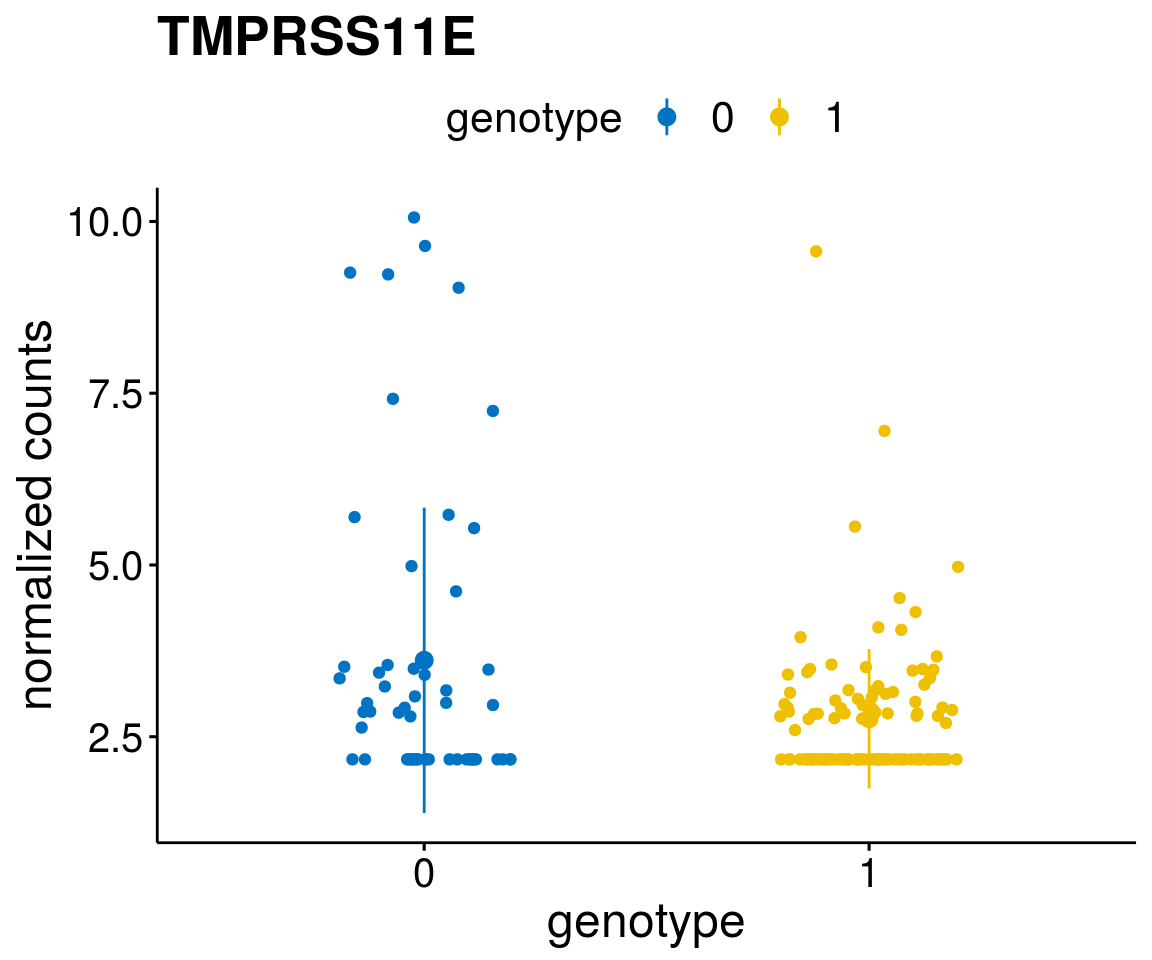 TMPRSS11E
genotype 0 1
normalized counts
10.0
7.5
5.0
2.5
0 1
genotype